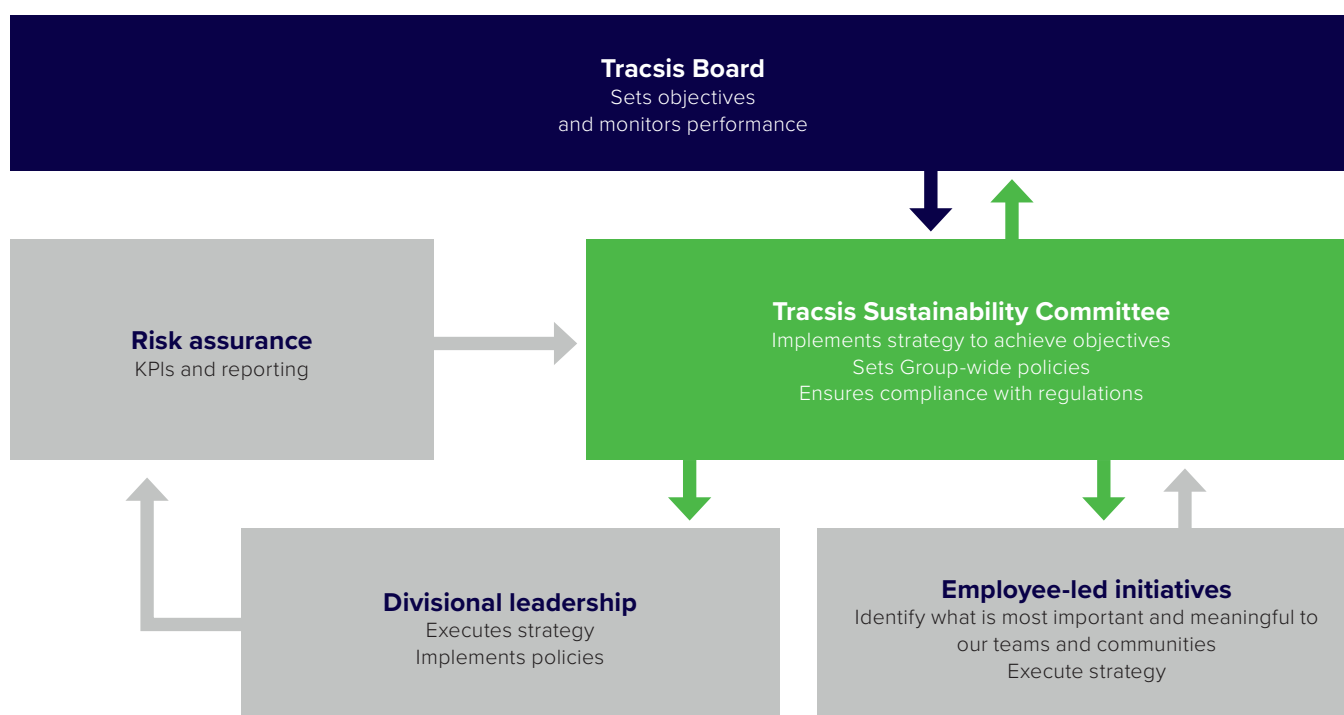 Tracsis Board
Sets objectives
and monitors performance
Risk assurance
KPIs and reporting
Tracsis Sustainability Committee
Implements strategy to achieve objectives
Sets Group-wide policies
Ensures compliance with regulations
Divisional leadership
Executes strategy
Implements policies
Employee-led initiatives
Identify what is most important and meaningful to
our teams and communities
Execute strategy